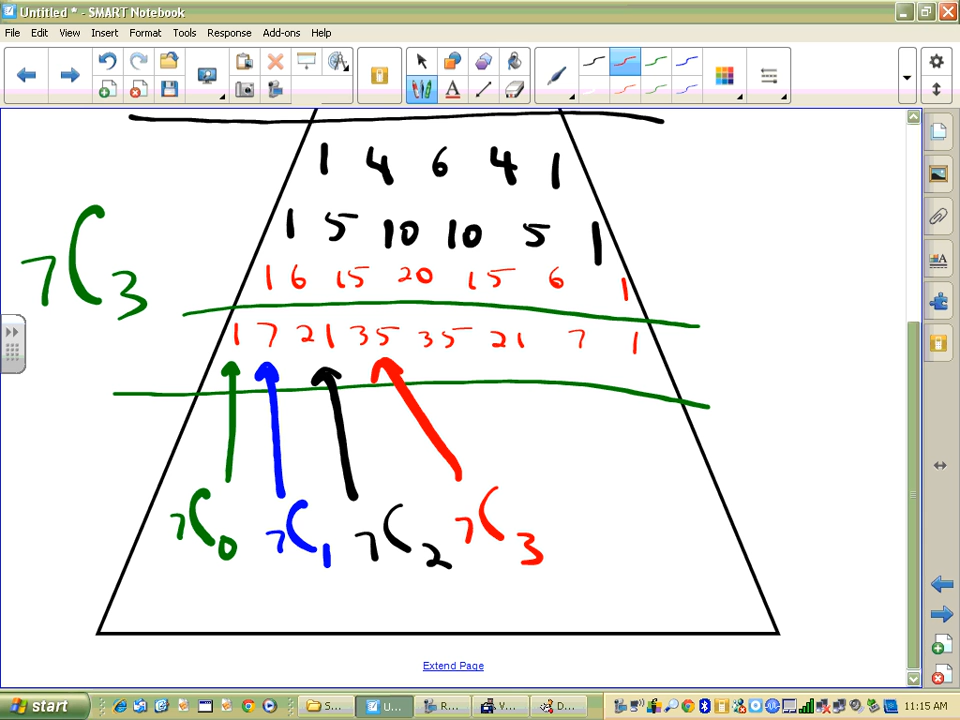 Untitled * - SMART Notebook
File Edit View Insert Format Tools Response Add-ons Help
1 4 6 4 1
1 5 10 10 5 1
7C3
1 6 15 20 15 6 1
1 7 21 35 35 21 7 1
7C0 7C1 7C2 7C3
Extend Page
start S... U... R... Y... D... 11:15 AM